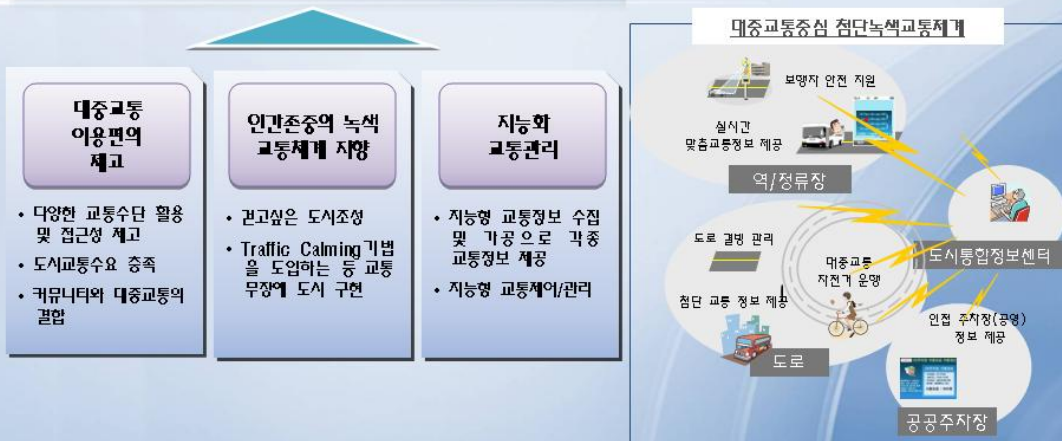 대중교통
이용편의
제고
• 다양한 교통수단 활용
및 접근성 제고
• 도시교통수요 충족
• 커뮤니티와 대중교통의
결합
인간존중의 녹색
교통체계 지향
• 걷고싶은 도시조성
• Traffic Calming기법
을 도입하는 등 교통
무장애 도시 구현
지능화
교통관리
• 지능형 교통정보 수집
및 가공으로 각종
교통정보 제공
• 지능형 교통제어/관리
대중교통중심 첨단녹색교통체계
보행자 안전 지원
실시간
맞춤교통정보 제공
역/정류장
도로 결빙 관리
대중교통
자전거 운행
첨단 교통 정보 제공
도로
도시통합정보센터
인접 주차장(공영)
정보 제공
공공주차장